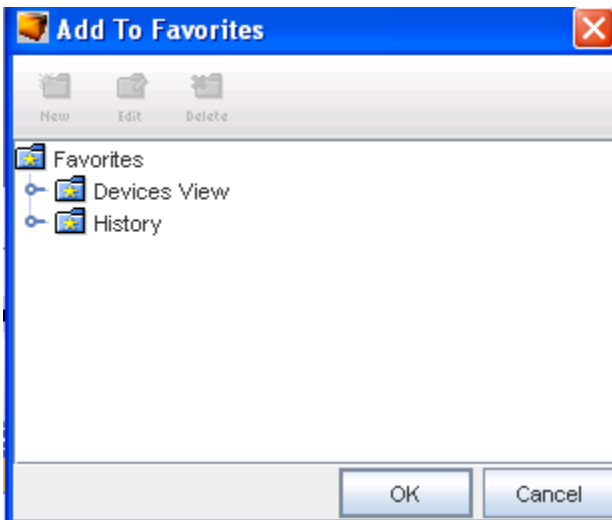 Add To Favorites
New Edit Delete
Favorites
Devices View
History
OK Cancel